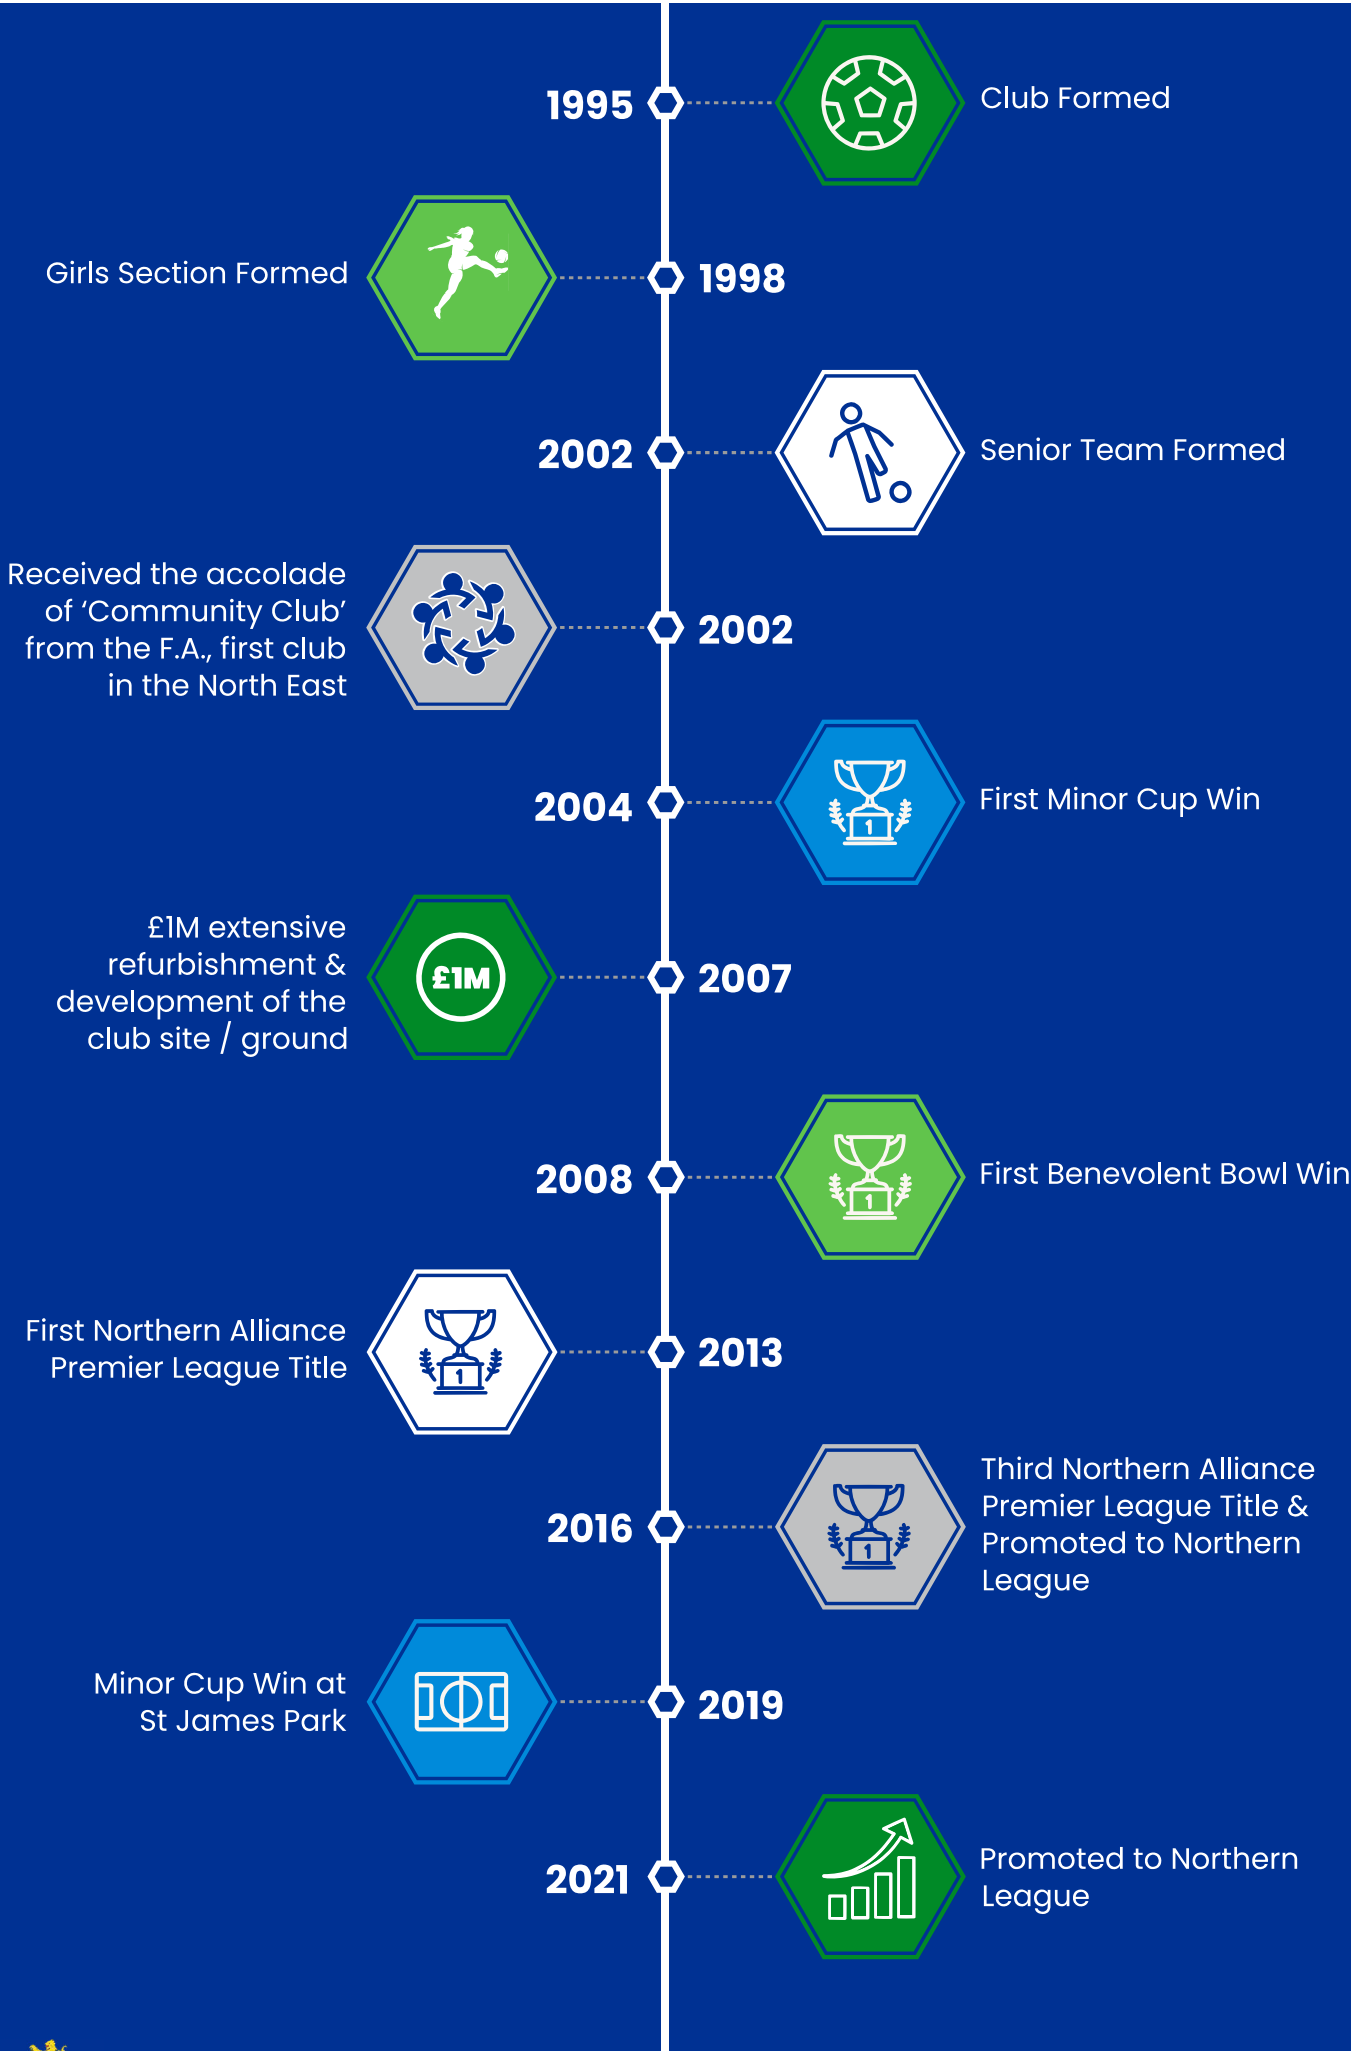 1995
Club Formed
Girls Section Formed
1998
2002
Senior Team Formed
Received the accolade
of ‘Community Club’
from the F.A., first club
in the North East
2002
2004
First Minor Cup Win
1
£1M extensive
refurbishment &
development of the
club site / ground
£1M
2007
2008
First Benevolent Bowl Win
1
First Northern Alliance
Premier League Title
1
2013
2016
Third Northern Alliance
Premier League Title &
Promoted to Northern
League
1
Minor Cup Win at
St James Park
2019
2021
Promoted to Northern
League